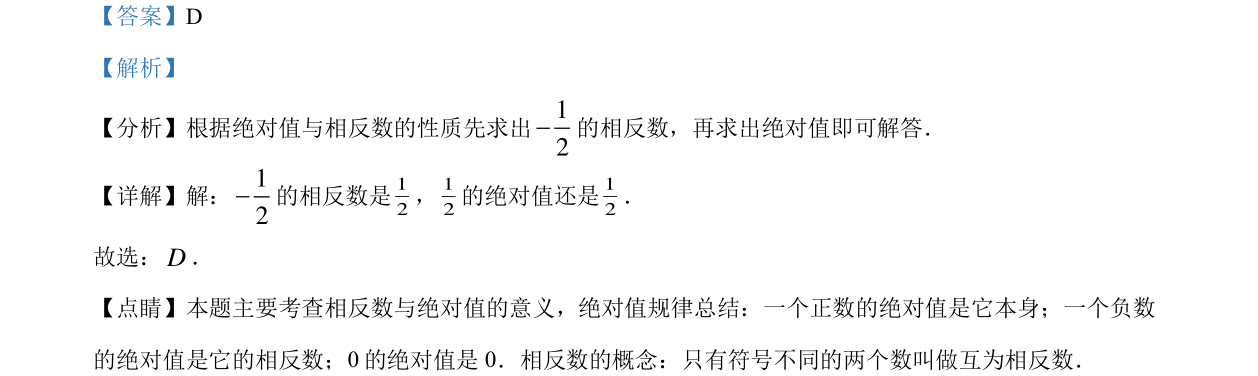 【答案】D
【解析】
【分析】根据绝对值与相反数的性质先求出 $-\frac{1}{2}$ 的相反数，再求出绝对值即可解答．
【详解】解： $-\frac{1}{2}$ 的相反数是 $\frac{1}{2}$ ， $\frac{1}{2}$ 的绝对值还是 $\frac{1}{2}$ ．
故选： D ．
【点睛】本题主要考查相反数与绝对值的意义，绝对值规律总结：一个正数的绝对值是它本身；一个负数
的绝对值是它的相反数；0 的绝对值是 0．相反数的概念：只有符号不同的两个数叫做互为相反数．